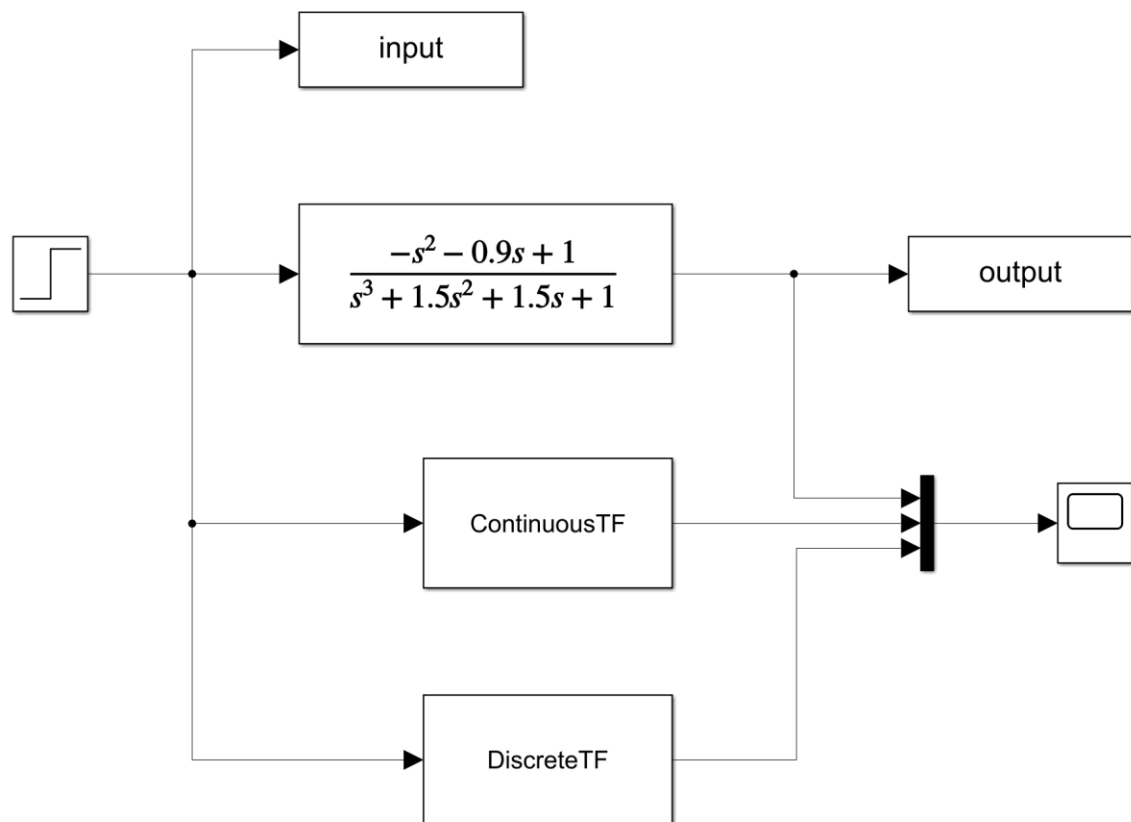 input
-s² - 0.9s + 1
s³ + 1.5s² + 1.5s + 1
output
ContinuousTF
DiscreteTF